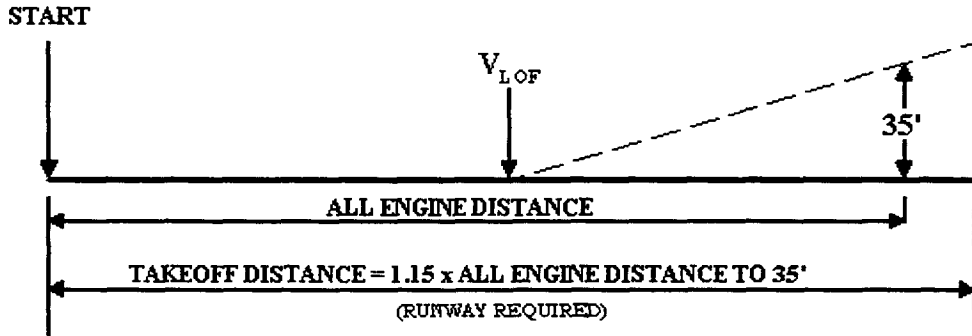 START
V LOF
35'
ALL ENGINE DISTANCE
TAKEOFF DISTANCE = 1.15 x ALL ENGINE DISTANCE TO 35'
(RUNWAY REQUIRED)